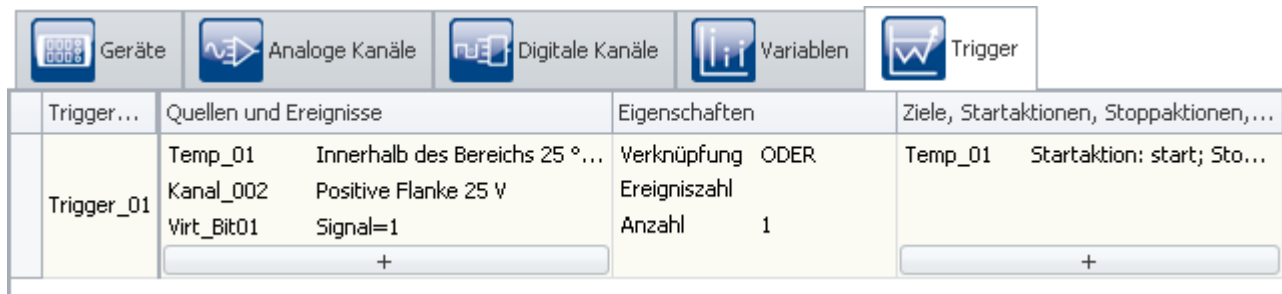 Geräte Analoge Kanäle Digitale Kanäle Variablen Trigger
Trigger... Quellen und Ereignisse Eigenschaften Ziele, Startaktionen, Stoppaktionen,...
Temp_01 Innerhalb des Bereichs 25 °... Verknüpfung ODER Temp_01 Startaktion: start; Sto...
Kanal_002 Positive Flanke 25 V Ereigniszahl
Trigger_01
Virt_Bit01 Signal=1 Anzahl 1
+ +